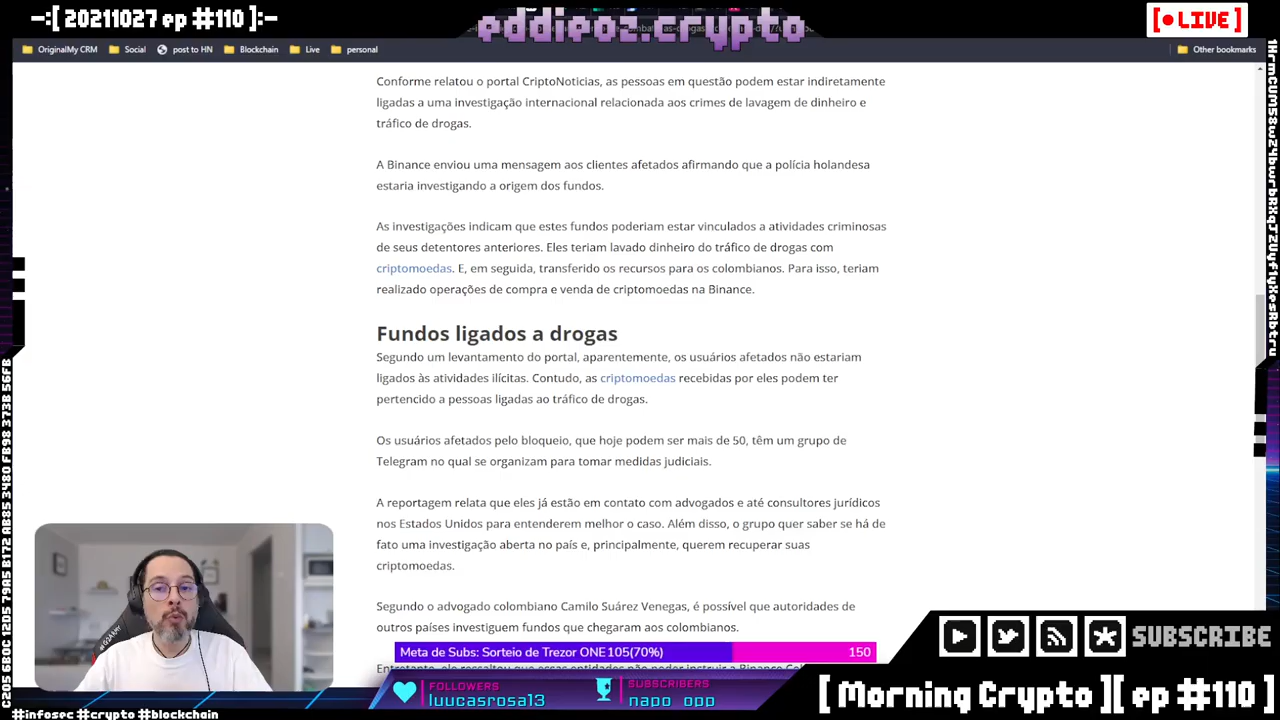 -:[ 20211027 ep #110 ]:-
eddieoz.crypto
[ LIVE ]
OriginalMy CRM
Social
post to HN
Blockchain
Live
personal
Other bookmarks
Conforme relatou o portal CriptoNoticias, as pessoas em questão podem estar indiretamente
ligadas a uma investigação internacional relacionada aos crimes de lavagem de dinheiro e
tráfico de drogas.
A Binance enviou uma mensagem aos clientes afetados afirmando que a polícia holandesa
estaria investigando a origem dos fundos.
As investigações indicam que estes fundos poderiam estar vinculados a atividades criminosas
de seus detentores anteriores. Eles teriam lavado dinheiro do tráfico de drogas com
criptomoedas. E, em seguida, transferido os recursos para os colombianos. Para isso, teriam
realizado operações de compra e venda de criptomoedas na Binance.
Fundos ligados a drogas
Segundo um levantamento do portal, aparentemente, os usuários afetados não estariam
ligados às atividades ilícitas. Contudo, as criptomoedas recebidas por eles podem ter
pertencido a pessoas ligadas ao tráfico de drogas.
Os usuários afetados pelo bloqueio, que hoje podem ser mais de 50, têm um grupo de
Telegram no qual se organizam para tomar medidas judiciais.
A reportagem relata que eles já estão em contato com advogados e até consultores jurídicos
nos Estados Unidos para entenderem melhor o caso. Além disso, o grupo quer saber se há de
fato uma investigação aberta no país e, principalmente, querem recuperar suas
criptomoedas.
Segundo o advogado colombiano Camilo Suárez Venegas, é possível que autoridades de
outros países investiguem fundos que chegaram aos colombianos.
Meta de Subs: Sorteio de Trezor ONE 105(70%)
150
SUBSCRIBE
FOLLOWERS
luucasrosa13
SUBSCRIBERS
napo_opp
[ Morning Crypto ][ ep #110 ]
#infosec #crypto #blockchain